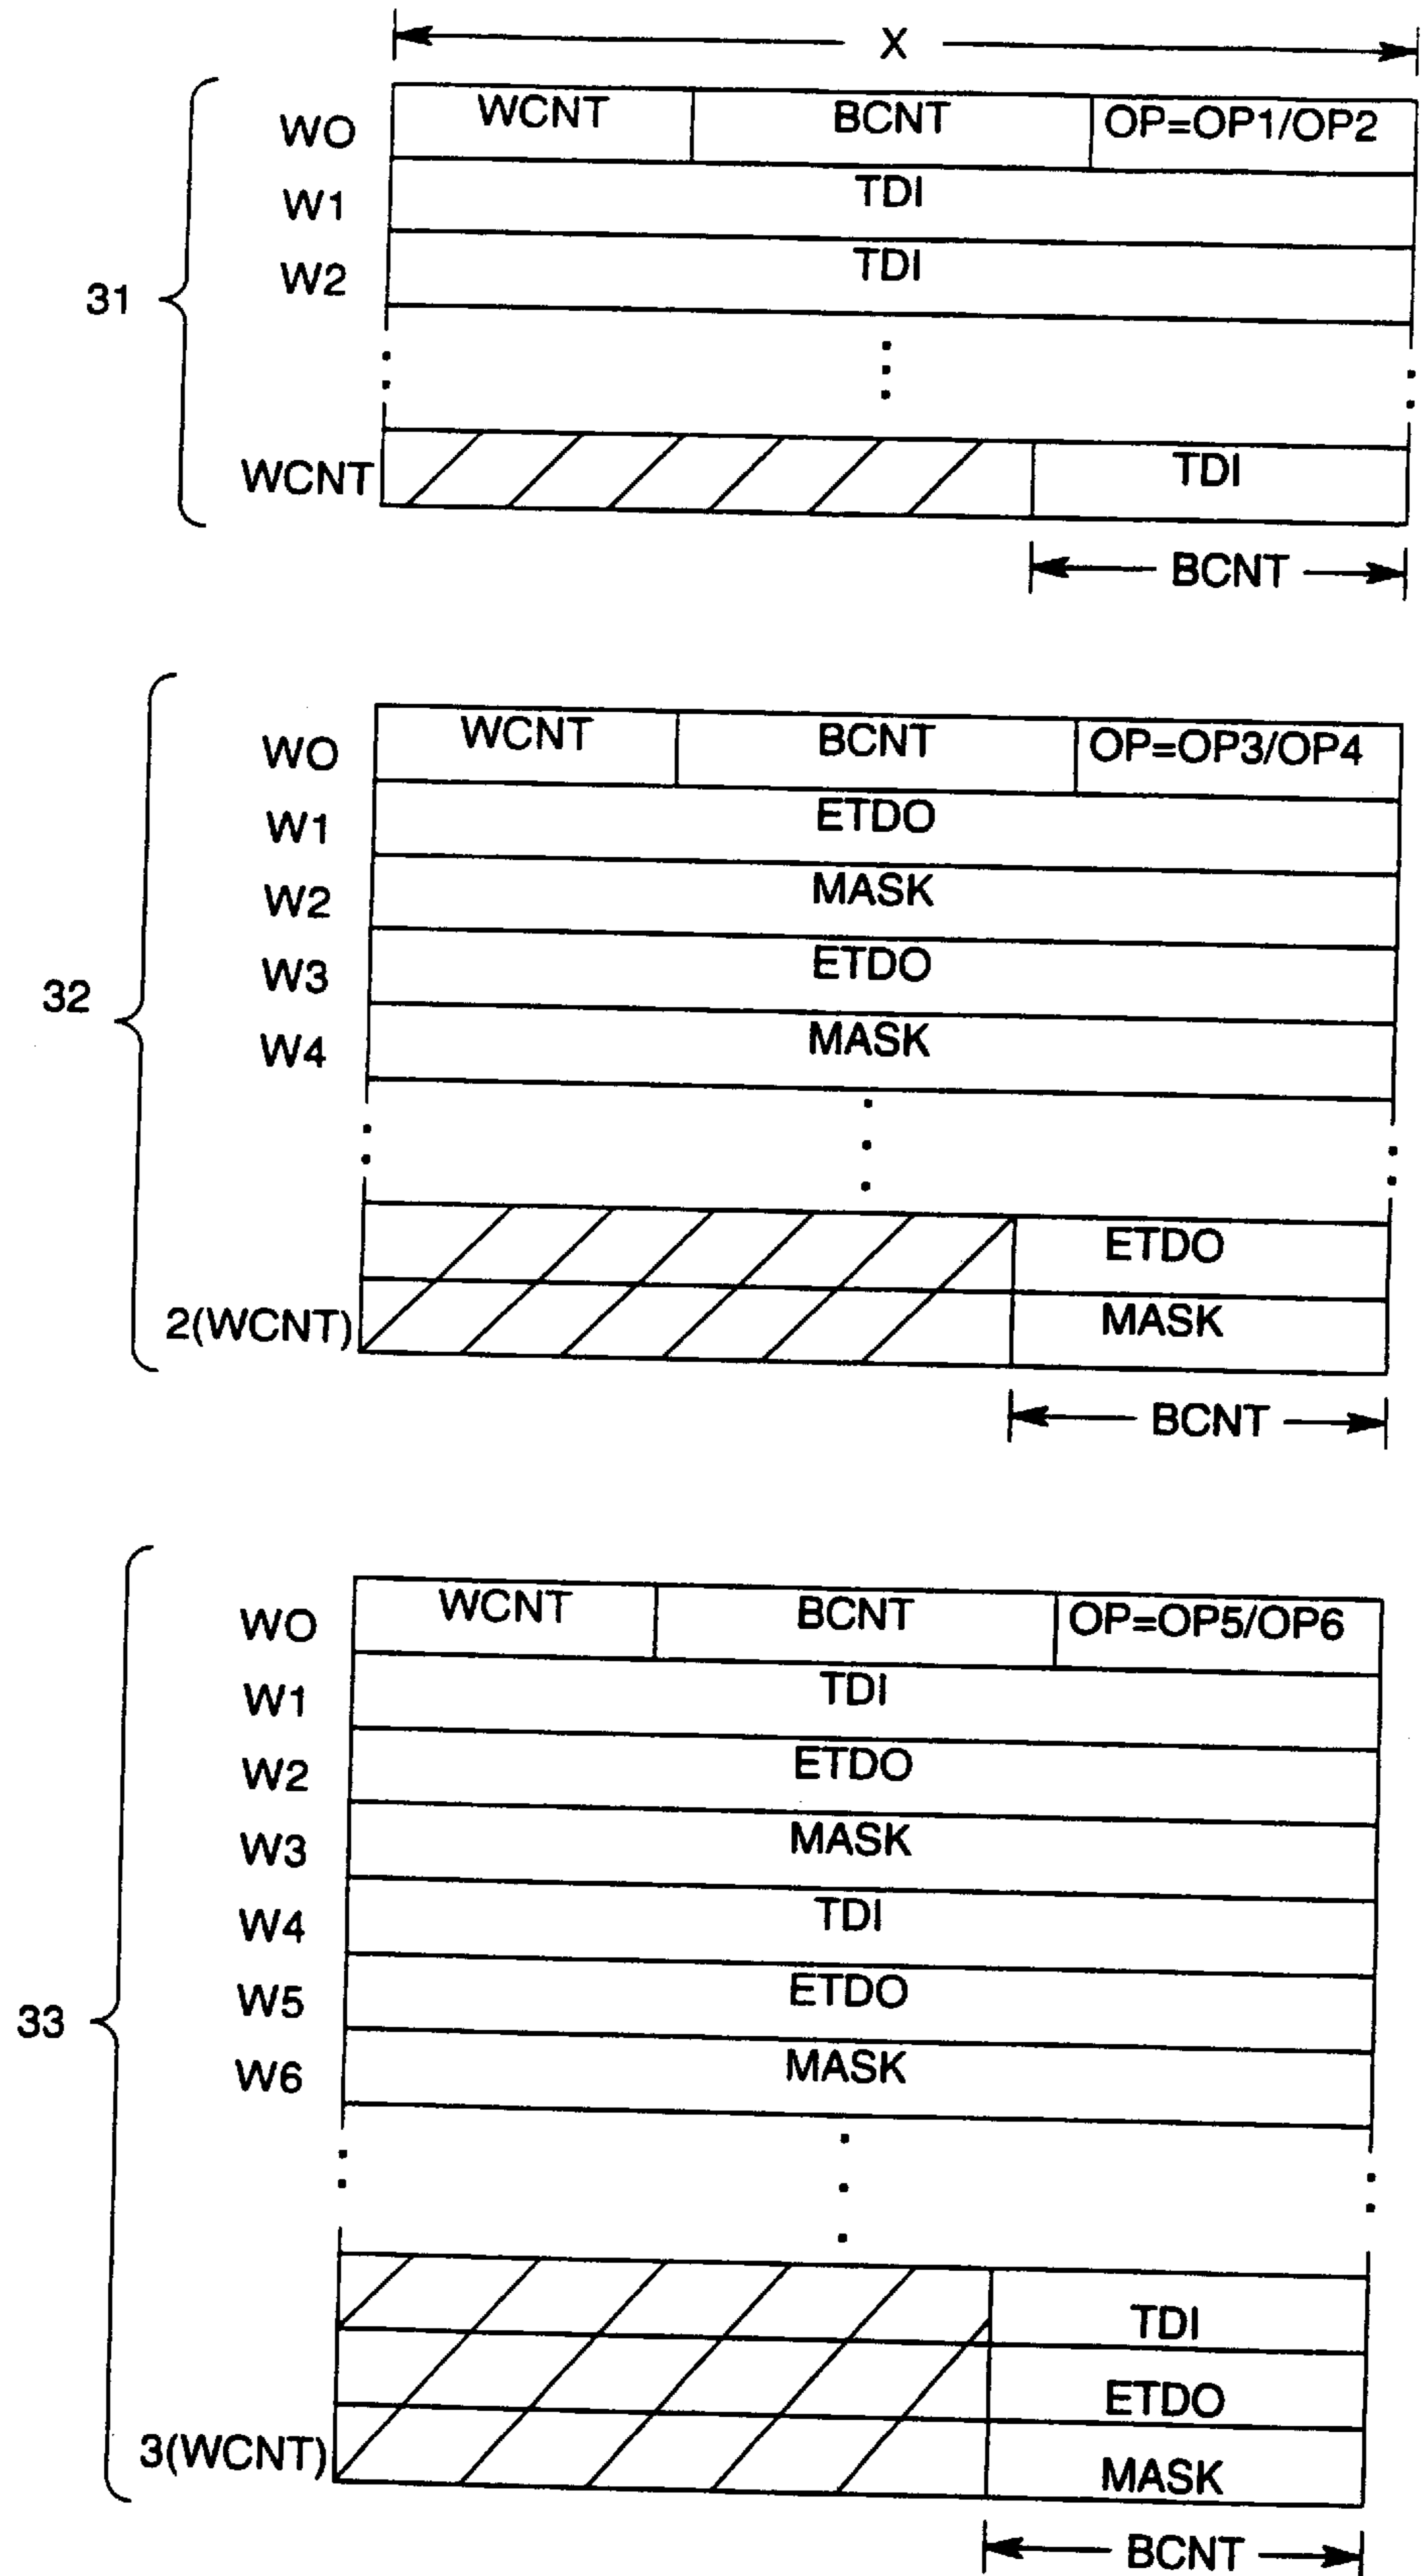 X
WO WCNT BCNT OP=OP1/OP2
W1 TDI
W2 TDI
31
WCNT TDI
BCNT
WO WCNT BCNT OP=OP3/OP4
W1 ETDO
W2 MASK
W3 ETDO
32
W4 MASK
ETDO
2(WCNT) MASK
BCNT
WO WCNT BCNT OP=OP5/OP6
W1 TDI
W2 ETDO
W3 MASK
W4 TDI
W5 ETDO
33
W6 MASK
TDI
ETDO
3(WCNT) MASK
BCNT